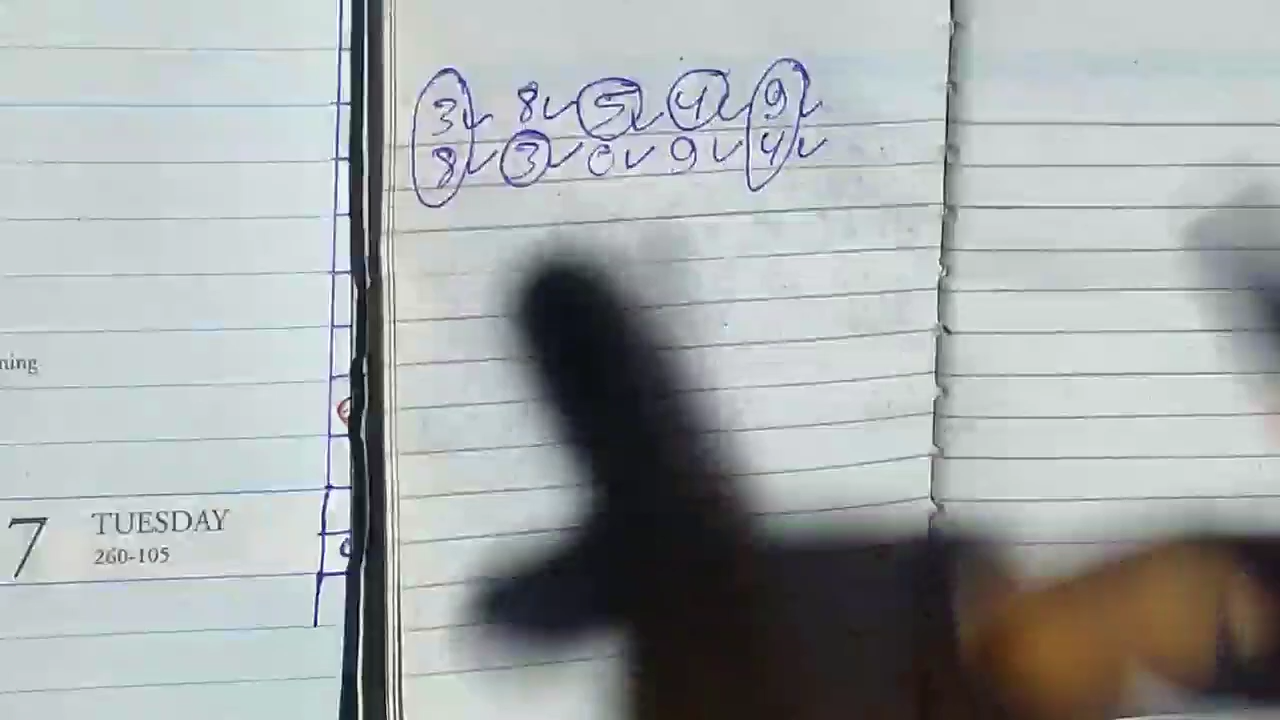 3✓ 8✓ 5✓ 4✓ 9✓
8✓ 3✓ 0✓ 9✓ 4✓
ning
7 TUESDAY
260-105